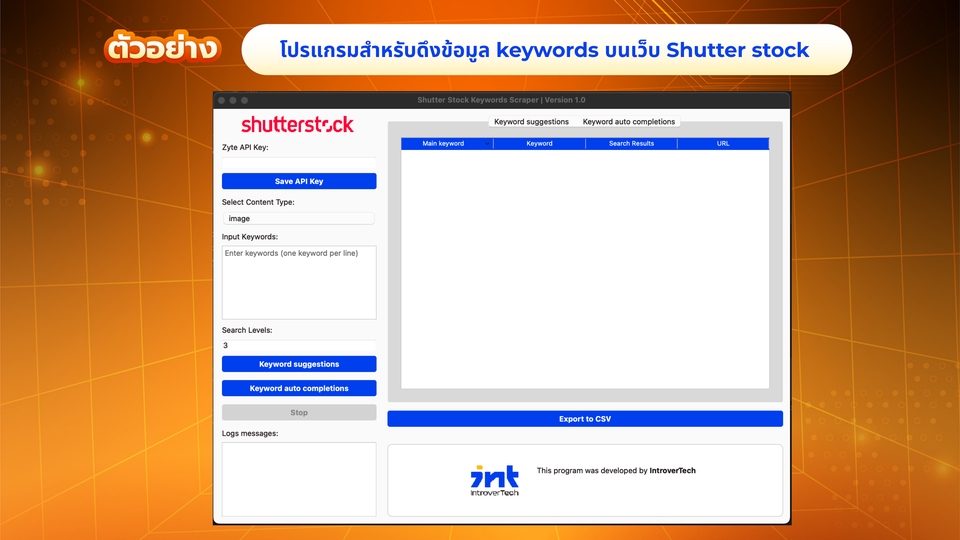 ตัวอย่าง
โปรแกรมสำหรับดึงข้อมูล keywords บนเว็บ Shutter stock
Shutter Stock Keywords Scraper | Version 1.0
shutterstock
Zyte API Key:
Save API Key
Select Content Type:
image
Input Keywords:
Enter keywords (one keyword per line)
Search Levels:
3
Keyword suggestions
Keyword auto completions
Stop
Logs messages:
Keyword suggestions Keyword auto completions
Main keyword Keyword Search Results URL
Export to CSV
int
IntroverTech
This program was developed by IntroverTech